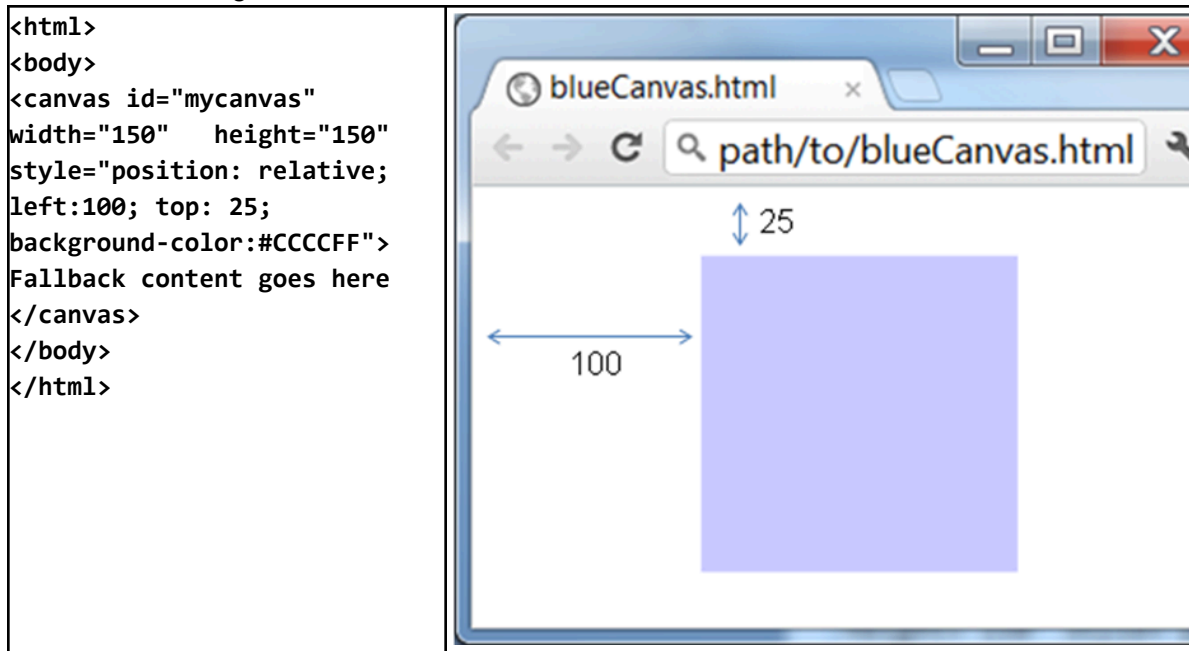 <html>
<body>
<canvas id="mycanvas"
width="150"   height="150"
style="position: relative;
left:100; top: 25;
background-color:#CCCCFF">
Fallback content goes here
</canvas>
</body>
</html>
blueCanvas.html
path/to/blueCanvas.html
25
100